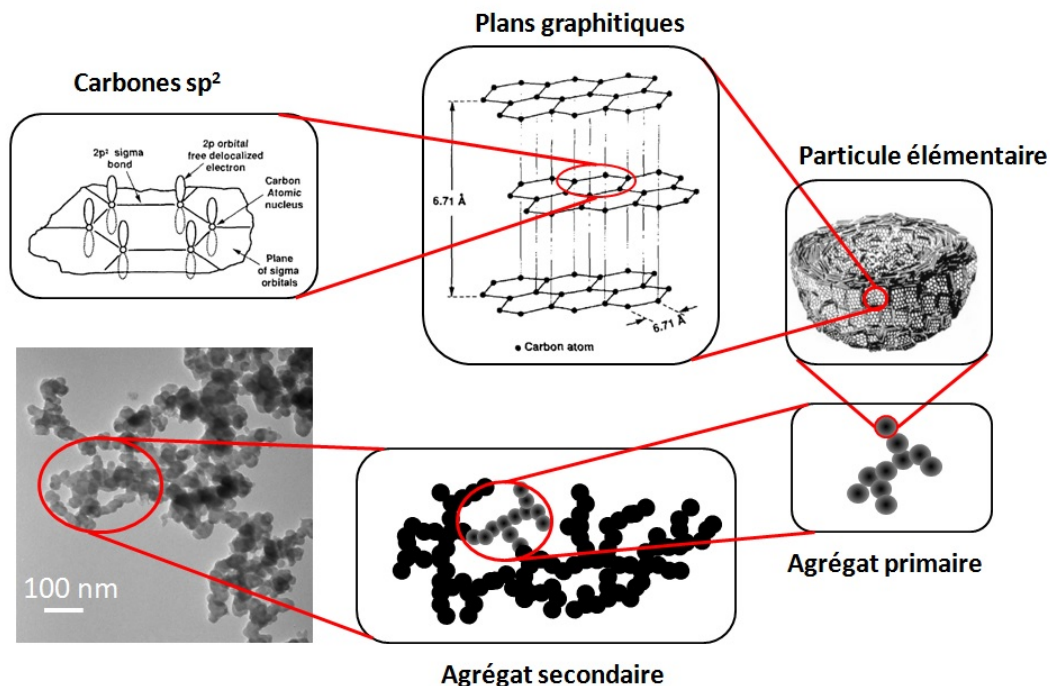 Plans graphitiques
Carbones sp²
2p² sigma
bond
2p orbital
free delocalized
electron
Carbon
Atomic
nucleus
Plane
of sigma
orbitals
6.71 Å
6.71 Å
• Carbon atom
Particule élémentaire
100 nm
Agrégat primaire
Agrégat secondaire